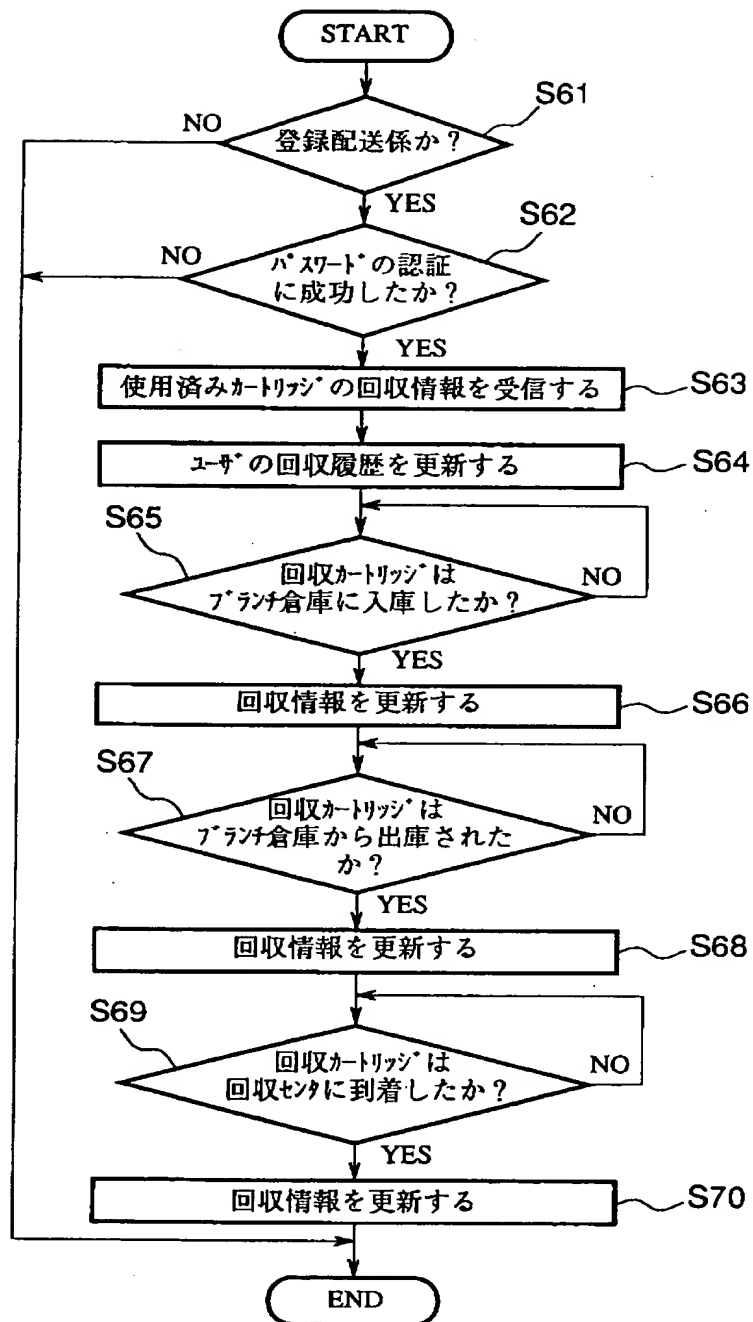 START
S61
NO
登録配送係か？
YES
S62
NO
ﾊﾟｽﾜｰﾄﾞの認証
に成功したか？
YES
使用済みｶｰﾄﾘｯｼﾞの回収情報を受信する
S63
ﾕｰｻﾞの回収履歴を更新する
S64
S65
回収ｶｰﾄﾘｯｼﾞは
ﾌﾞﾗﾝﾁ倉庫に入庫したか？
NO
YES
回収情報を更新する
S66
S67
回収ｶｰﾄﾘｯｼﾞは
ﾌﾞﾗﾝﾁ倉庫から出庫された
か？
NO
YES
回収情報を更新する
S68
S69
回収ｶｰﾄﾘｯｼﾞは
回収ｾﾝﾀに到着したか？
NO
YES
回収情報を更新する
S70
END